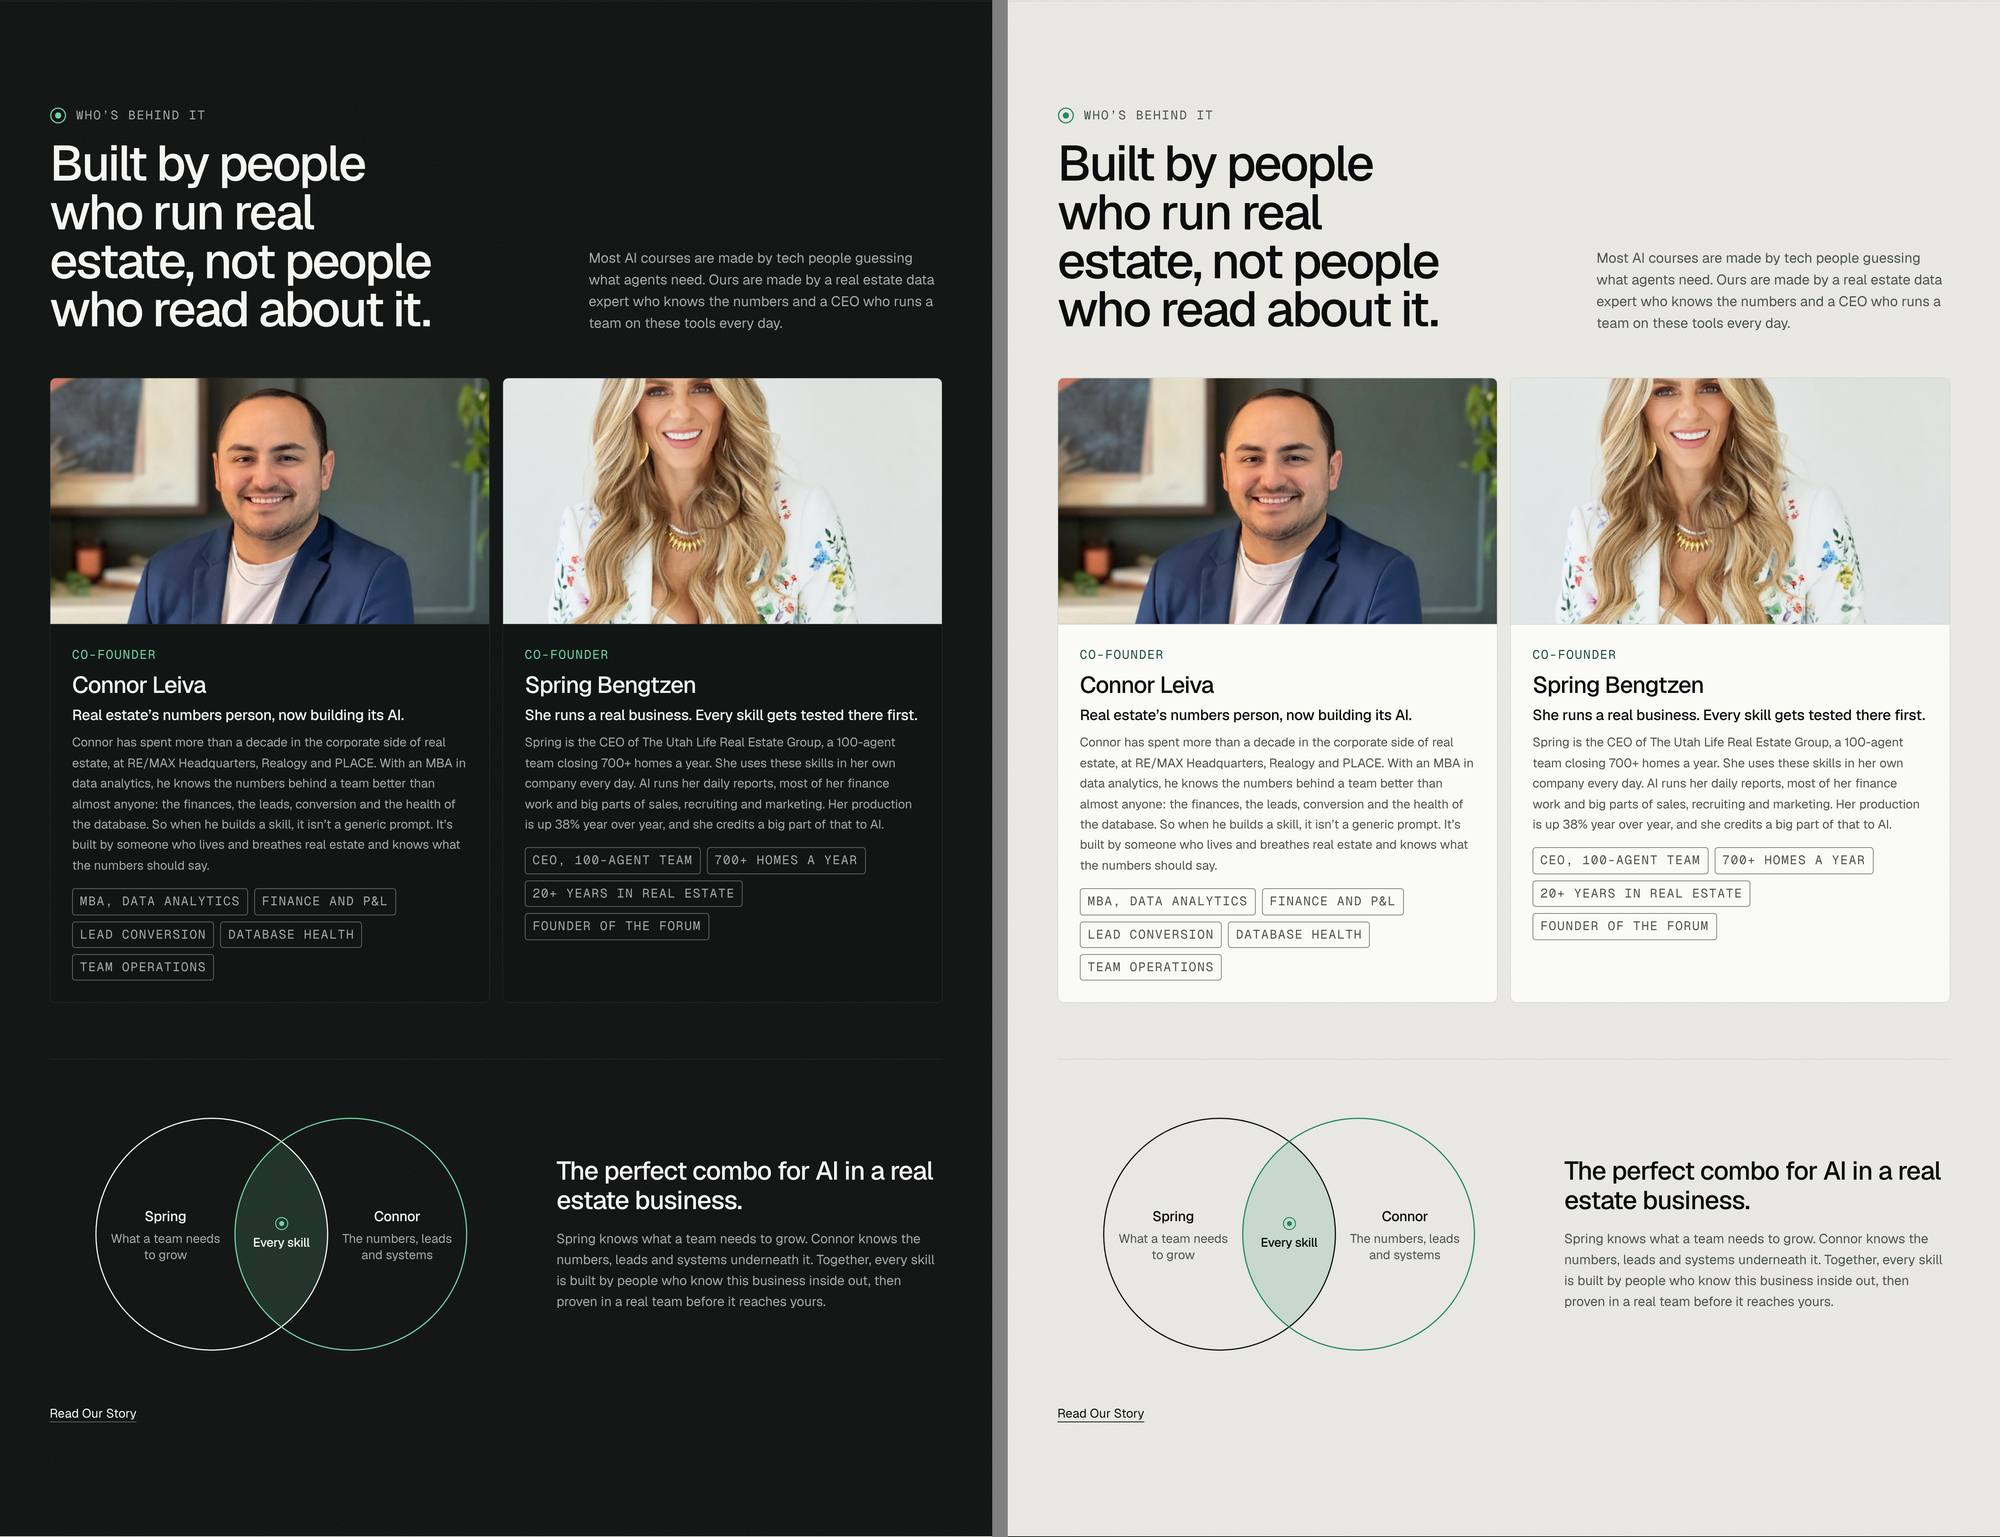 WHO'S BEHIND IT
Built by people
who run real
estate, not people
who read about it.
Most AI courses are made by tech people guessing
what agents need. Ours are made by a real estate data
expert who knows the numbers and a CEO who runs a
team on these tools every day.
CO-FOUNDER
Connor Leiva
Real estate's numbers person, now building its AI.
Connor has spent more than a decade in the corporate side of real
estate, at RE/MAX Headquarters, Realogy and PLACE. With an MBA in
data analytics, he knows the numbers behind a team better than
almost anyone: the finances, the leads, conversion and the health of
the database. So when he builds a skill, it isn't a generic prompt. It's
built by someone who lives and breathes real estate and knows what
the numbers should say.
MBA, DATA ANALYTICS
FINANCE AND P&L
LEAD CONVERSION
DATABASE HEALTH
TEAM OPERATIONS
CO-FOUNDER
Spring Bengtzen
She runs a real business. Every skill gets tested there first.
Spring is the CEO of The Utah Life Real Estate Group, a 100-agent
team closing 700+ homes a year. She uses these skills in her own
company every day. AI runs her daily reports, most of her finance
work and big parts of sales, recruiting and marketing. Her production
is up 38% year over year, and she credits a big part of that to AI.
CEO, 100-AGENT TEAM
700+ HOMES A YEAR
20+ YEARS IN REAL ESTATE
FOUNDER OF THE FORUM
Spring
What a team needs
to grow
Every skill
Connor
The numbers, leads
and systems
The perfect combo for AI in a real
estate business.
Spring knows what a team needs to grow. Connor knows the
numbers, leads and systems underneath it. Together, every skill
is built by people who know this business inside out, then
proven in a real team before it reaches yours.
Read Our Story
WHO'S BEHIND IT
Built by people
who run real
estate, not people
who read about it.
Most AI courses are made by tech people guessing
what agents need. Ours are made by a real estate data
expert who knows the numbers and a CEO who runs a
team on these tools every day.
CO-FOUNDER
Connor Leiva
Real estate's numbers person, now building its AI.
Connor has spent more than a decade in the corporate side of real
estate, at RE/MAX Headquarters, Realogy and PLACE. With an MBA in
data analytics, he knows the numbers behind a team better than
almost anyone: the finances, the leads, conversion and the health of
the database. So when he builds a skill, it isn't a generic prompt. It's
built by someone who lives and breathes real estate and knows what
the numbers should say.
MBA, DATA ANALYTICS
FINANCE AND P&L
LEAD CONVERSION
DATABASE HEALTH
TEAM OPERATIONS
CO-FOUNDER
Spring Bengtzen
She runs a real business. Every skill gets tested there first.
Spring is the CEO of The Utah Life Real Estate Group, a 100-agent
team closing 700+ homes a year. She uses these skills in her own
company every day. AI runs her daily reports, most of her finance
work and big parts of sales, recruiting and marketing. Her production
is up 38% year over year, and she credits a big part of that to AI.
CEO, 100-AGENT TEAM
700+ HOMES A YEAR
20+ YEARS IN REAL ESTATE
FOUNDER OF THE FORUM
Spring
What a team needs
to grow
Every skill
Connor
The numbers, leads
and systems
The perfect combo for AI in a real
estate business.
Spring knows what a team needs to grow. Connor knows the
numbers, leads and systems underneath it. Together, every skill
is built by people who know this business inside out, then
proven in a real team before it reaches yours.
Read Our Story